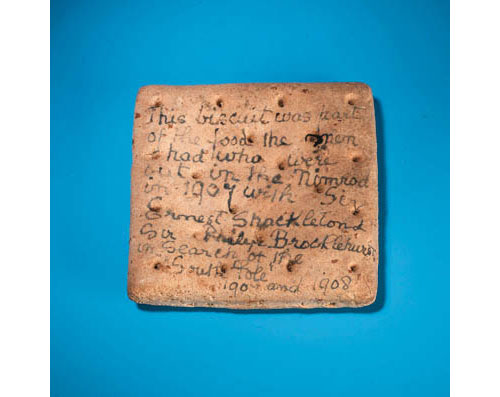 This biscuit was part
of the food the men
had who were
out in the Nimrod
in 1907 with Sir
Ernest Shackleton &
Sir Philip Brocklehurst
in Search of the
South Pole
1907 and 1908